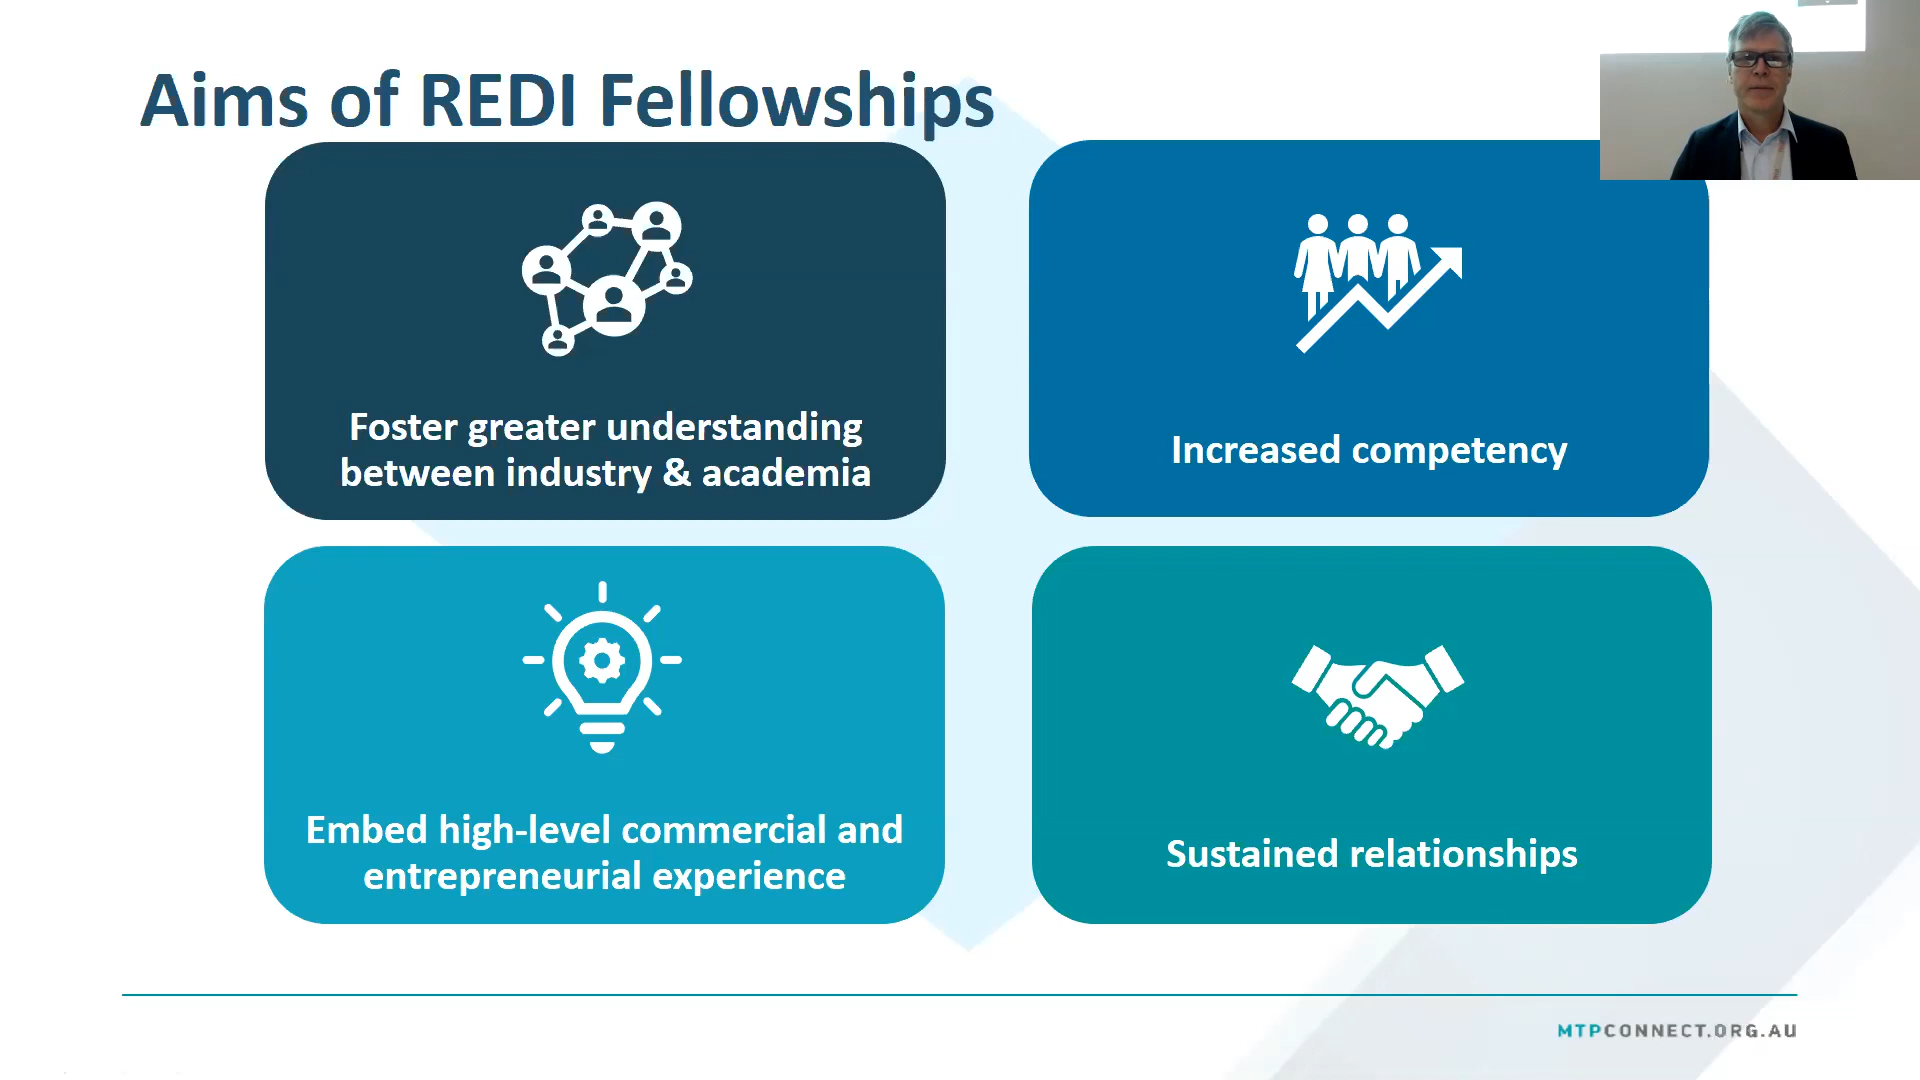 Aims of REDI Fellowships
Foster greater understanding
between industry & academia
Increased competency
Embed high-level commercial and
entrepreneurial experience
Sustained relationships
MTPCONNECT.ORG.AU